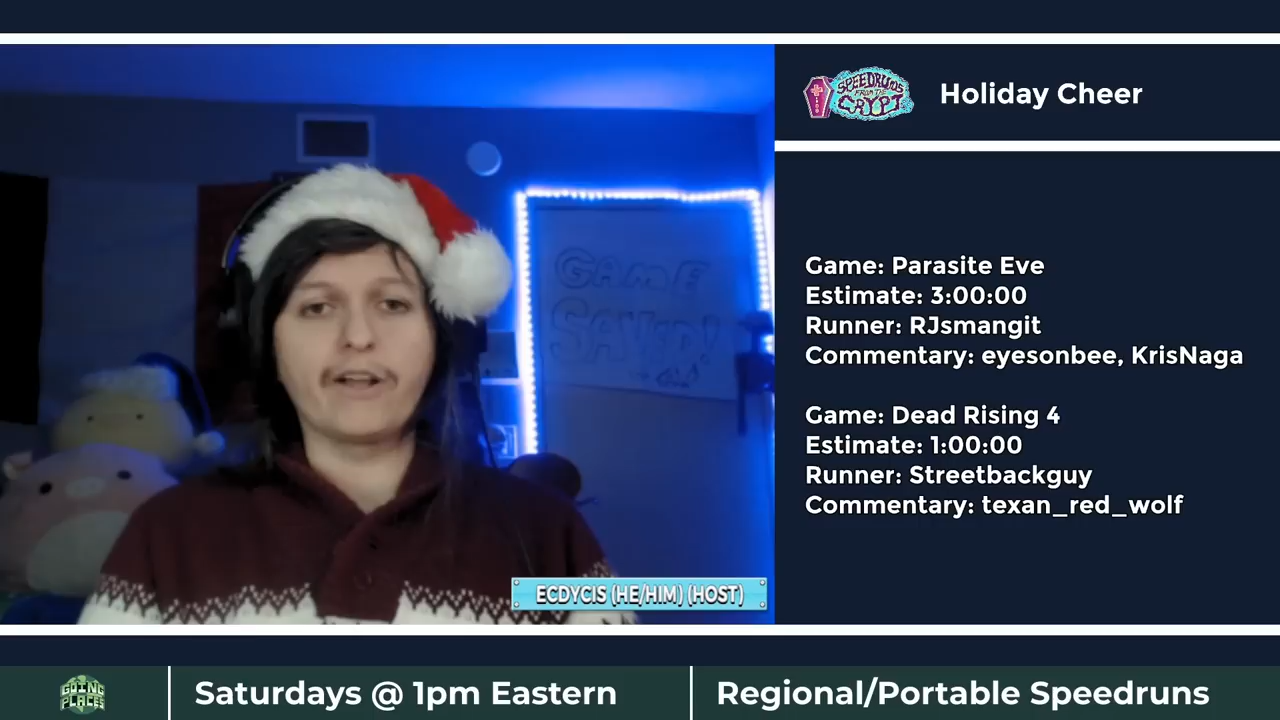 SPEEDRUNS
FROM THE
CRYPT
Holiday Cheer
GAME
SAVED!
Game: Parasite Eve
Estimate: 3:00:00
Runner: RJsmangit
Commentary: eyesonbee, KrisNaga
Game: Dead Rising 4
Estimate: 1:00:00
Runner: Streetbackguy
Commentary: texan_red_wolf
ECDYCIS (HE/HIM) (HOST)
GOING
PLACES
Saturdays @ 1pm Eastern
Regional/Portable Speedruns